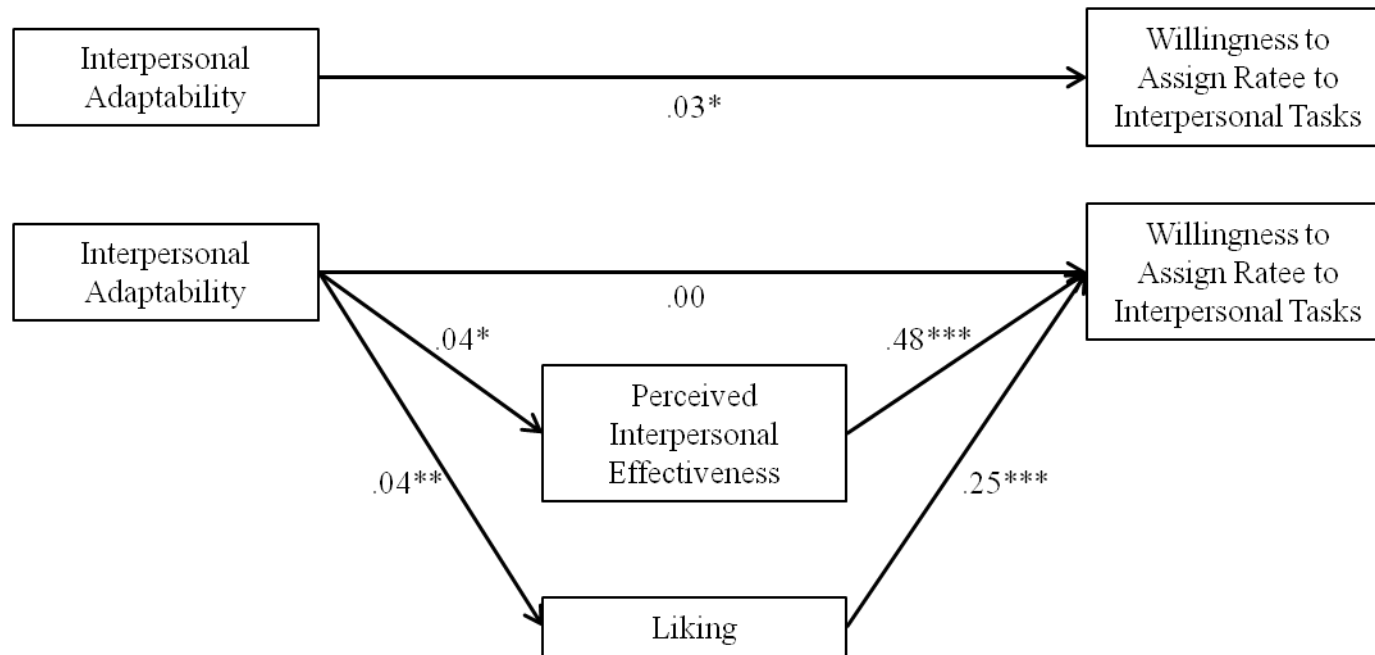 Interpersonal
Adaptability
.03*
Willingness to
Assign Ratee to
Interpersonal Tasks
Interpersonal
Adaptability
.00
Willingness to
Assign Ratee to
Interpersonal Tasks
.04*
.48***
Perceived
Interpersonal
Effectiveness
.04**
.25***
Liking